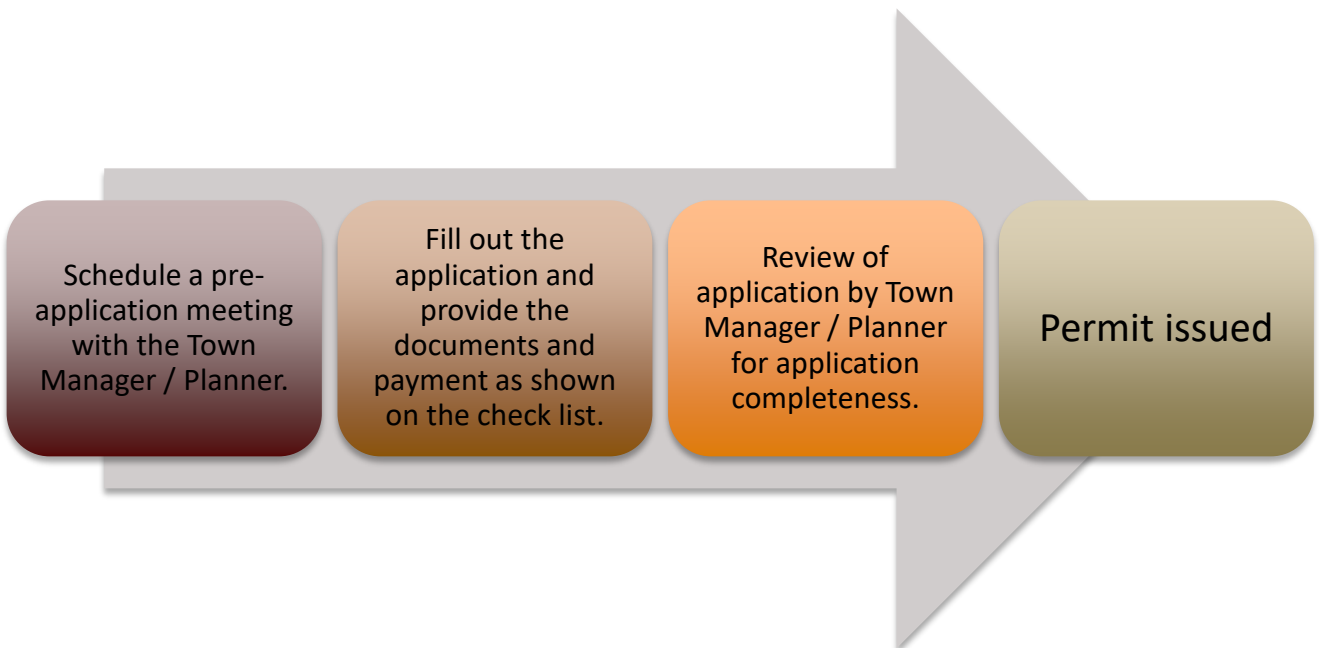 Schedule a pre-
application meeting
with the Town
Manager / Planner.
Fill out the
application and
provide the
documents and
payment as shown
on the check list.
Review of
application by Town
Manager / Planner
for application
completeness.
Permit issued